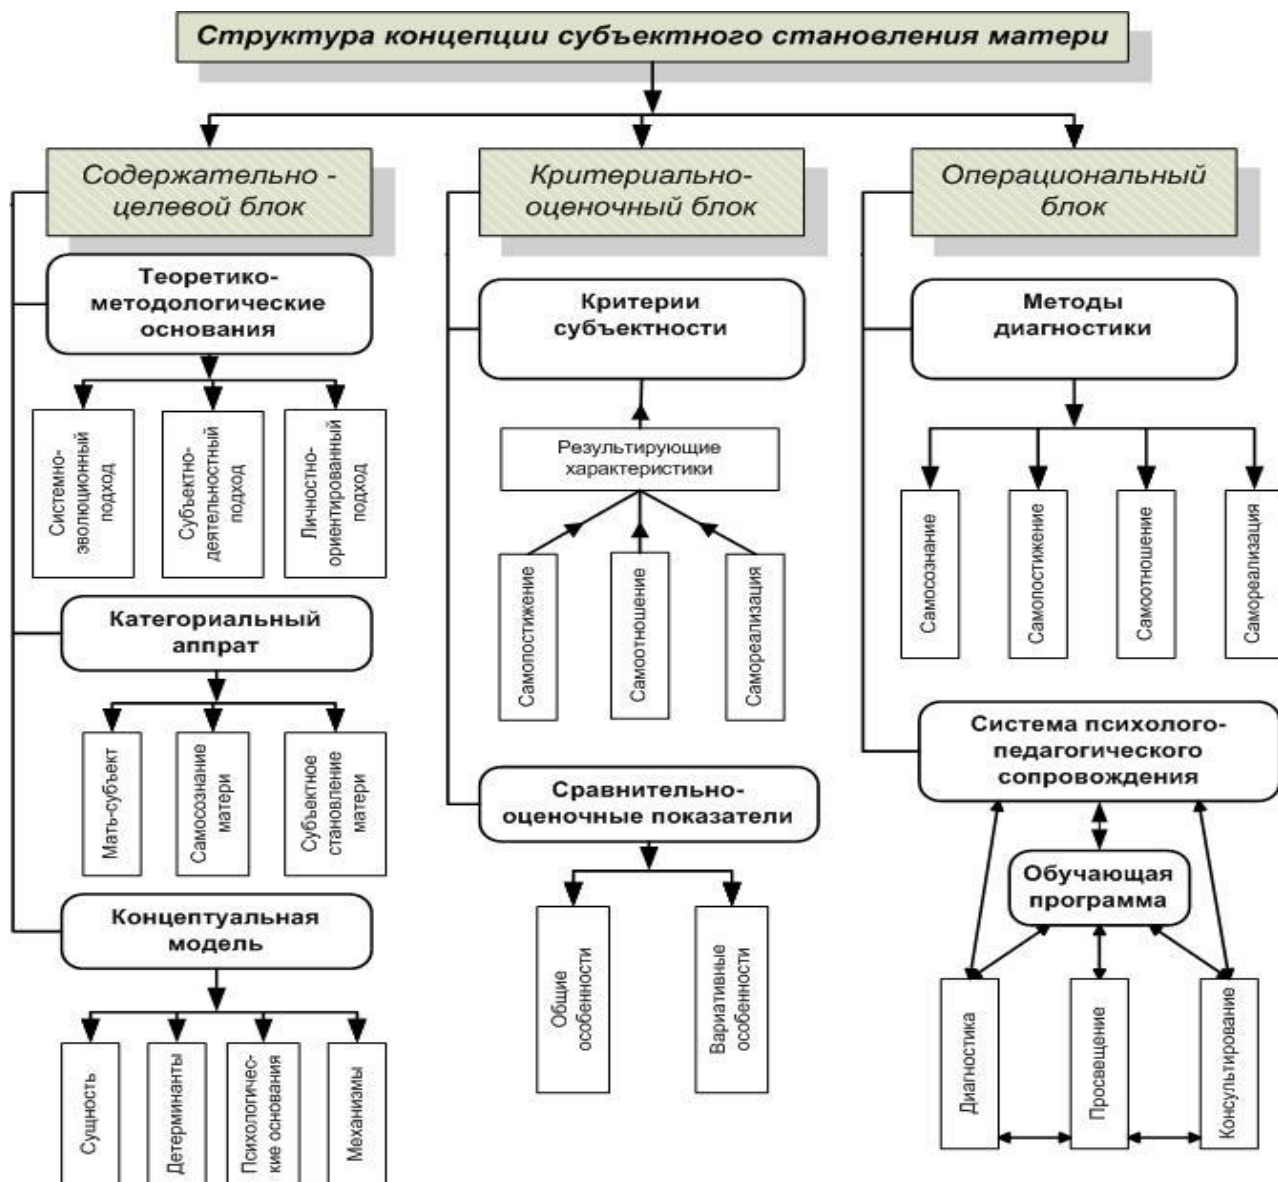 Структура концепции субъектного становления матери
Содержательно -
целевой блок
Теоретико-
методологические
основания
Системно-
эволюционный
подход
Субъектно-
деятельностный
подход
Личностно-
ориентированный
подход
Категориальный
аппрат
Мать-субъект
Самосознание
матери
Субъектное
становление
матери
Концептуальная
модель
Сущность
Детерминанты
Психологичес-
кие основания
Механизмы
Критериально-
оценочный блок
Критерии
субъектности
Результирующие
характеристики
Самопостижение
Самоотношение
Самореализация
Сравнительно-
оценочные показатели
Общие
особенности
Вариативные
особенности
Операциональный
блок
Методы
диагностики
Самосознание
Самопостижение
Самоотношение
Самореализация
Система психолого-
педагогического
сопровождения
Обучающая
программа
Диагностика
Просвещение
Консультирование